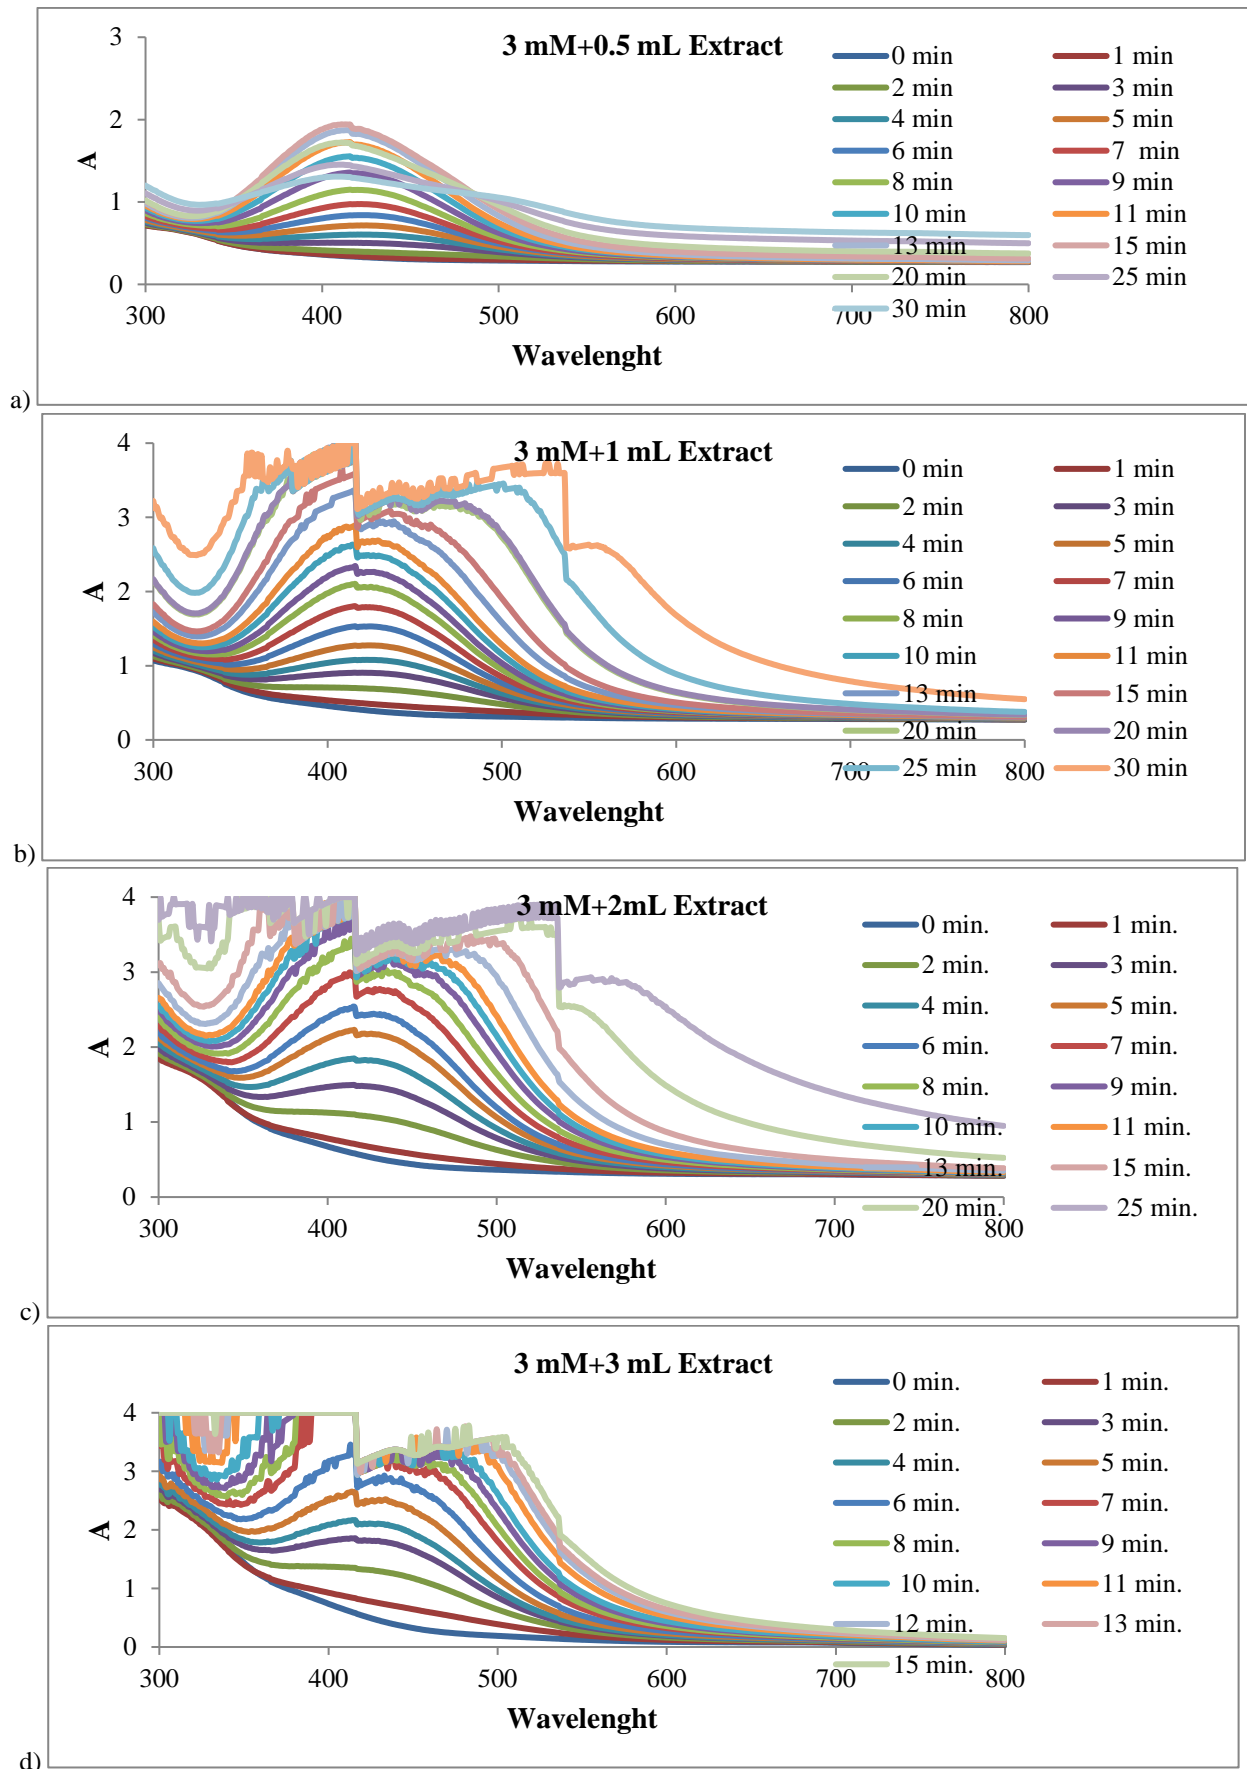 3 mM+0.5 mL Extract
3
2
1
0
A
300 400 500 600 700 800
Wavelenght
0 min 1 min
2 min 3 min
4 min 5 min
6 min 7 min
8 min 9 min
10 min 11 min
13 min 15 min
20 min 25 min
30 min
a)
3 mM+1 mL Extract
4
3
2
1
0
A
300 400 500 600 700 800
Wavelenght
0 min 1 min
2 min 3 min
4 min 5 min
6 min 7 min
8 min 9 min
10 min 11 min
13 min 15 min
20 min 20 min
25 min 30 min
b)
3 mM+2mL Extract
4
3
2
1
0
A
300 400 500 600 700 800
Wavelenght
0 min. 1 min.
2 min. 3 min.
4 min. 5 min.
6 min. 7 min.
8 min. 9 min.
10 min. 11 min.
13 min. 15 min.
20 min. 25 min.
c)
3 mM+3 mL Extract
4
3
2
1
0
A
300 400 500 600 700 800
Wavelenght
0 min. 1 min.
2 min. 3 min.
4 min. 5 min.
6 min. 7 min.
8 min. 9 min.
10 min. 11 min.
12 min. 13 min.
15 min.
d)